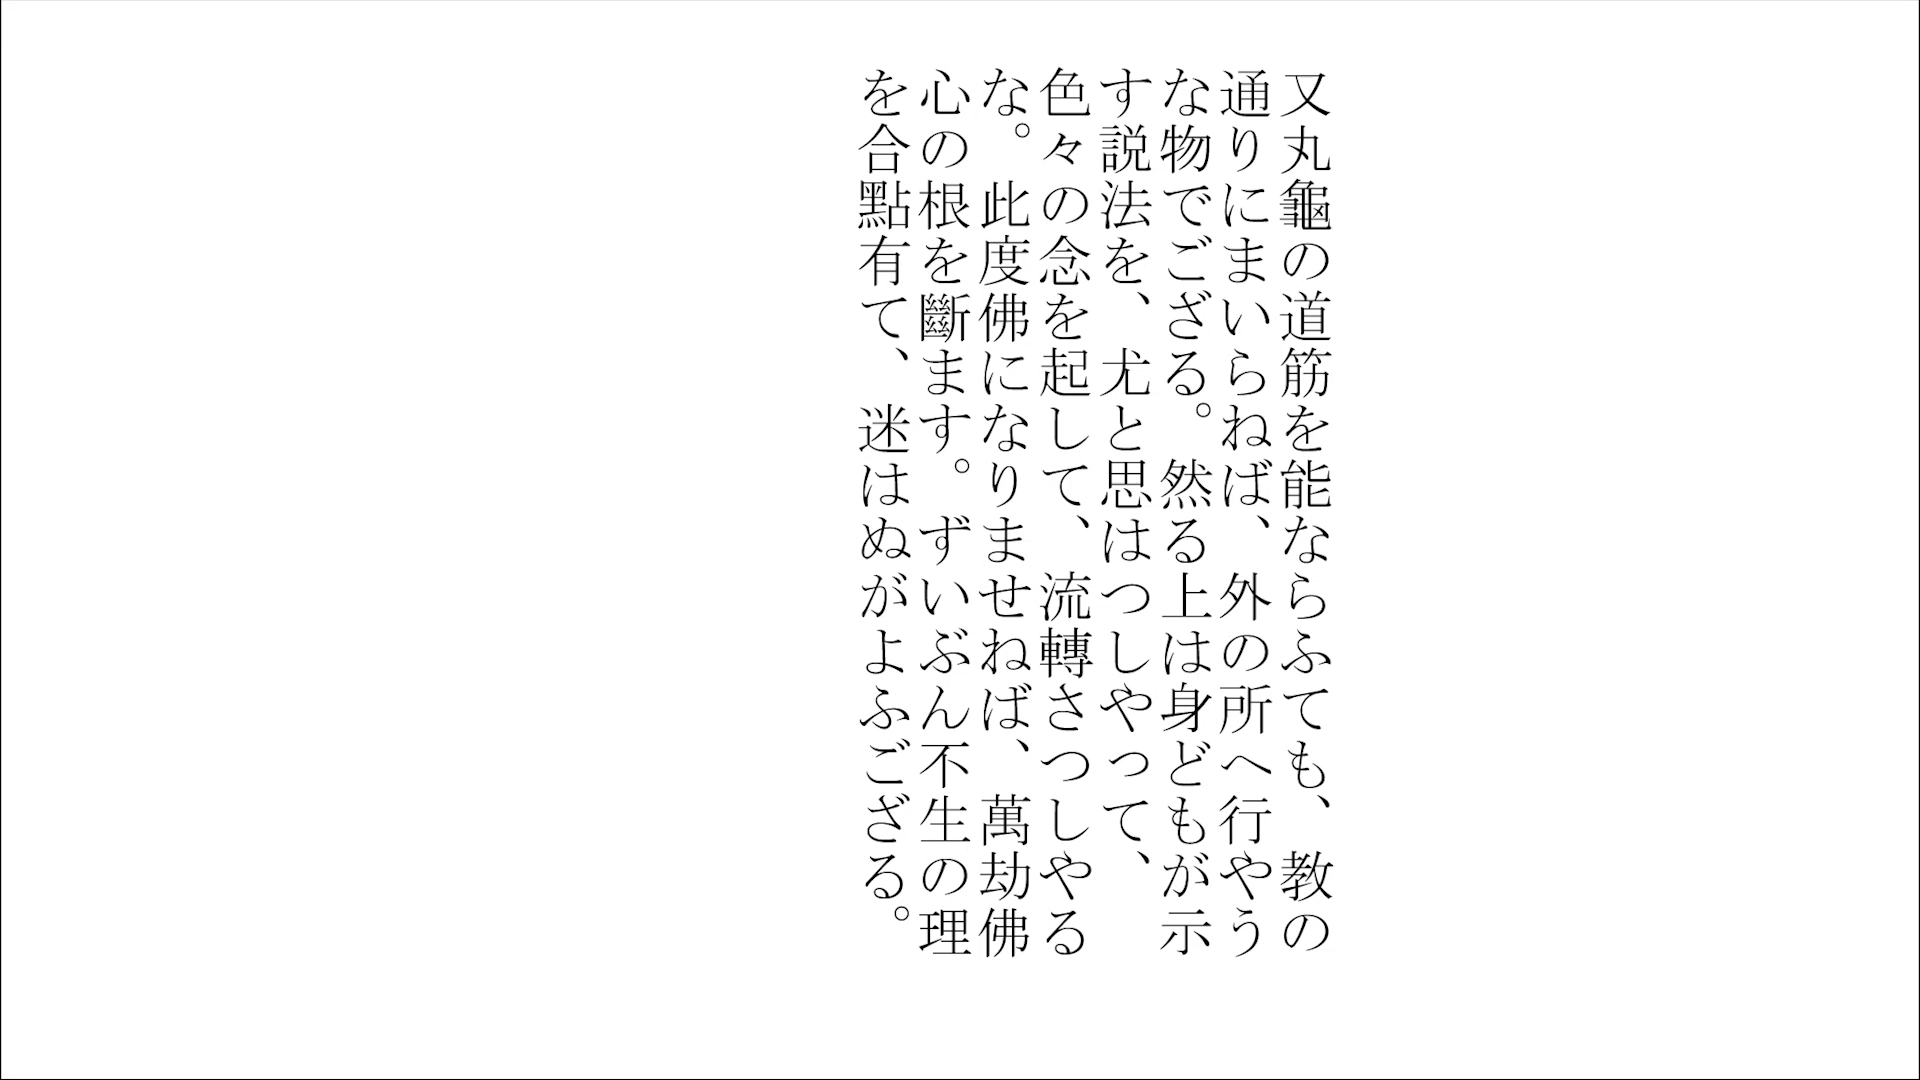 又丸龜の道筋を能ならふても、教の
通りにまいらねば、外の所へ行やう
な物でござる。然る上は身どもが示
す説法を、尤と思はつしやって、
色々の念を起して、流轉さつしやる
な。此度佛になりませねば、萬劫佛
心の根を斷ます。ずいぶん不生の理
を合點有て、迷はぬがよふござる。